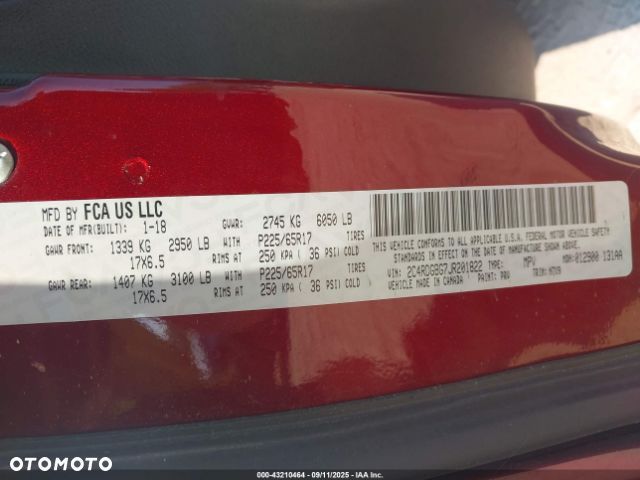 MFD BY FCA US LLC
DATE OF MFR(BUILT): 1-18 GVWR: 2745 KG 6050 LB
GAWR FRONT: 1339 KG 2950 LB WITH P225/65R17 TIRES
17X6.5 RIMS AT 250 KPA ( 36 PSI) COLD
GAWR REAR: 1407 KG 3100 LB WITH P225/65R17 TIRES
17X6.5 RIMS AT 250 KPA ( 36 PSI) COLD
THIS VEHICLE CONFORMS TO ALL APPLICABLE U.S.A. FEDERAL MOTOR VEHICLE SAFETY
STANDARDS IN EFFECT ON THE DATE OF MANUFACTURE SHOWN ABOVE.
VIN: 2C4RDGBG7JR201822 TYPE: MPV MDH: 012900 131AA
VEHICLE MADE IN CANADA PAINT: PRV TRIM:
OTOMOTO
000-43210464 - 09/11/2025 - IAA Inc.